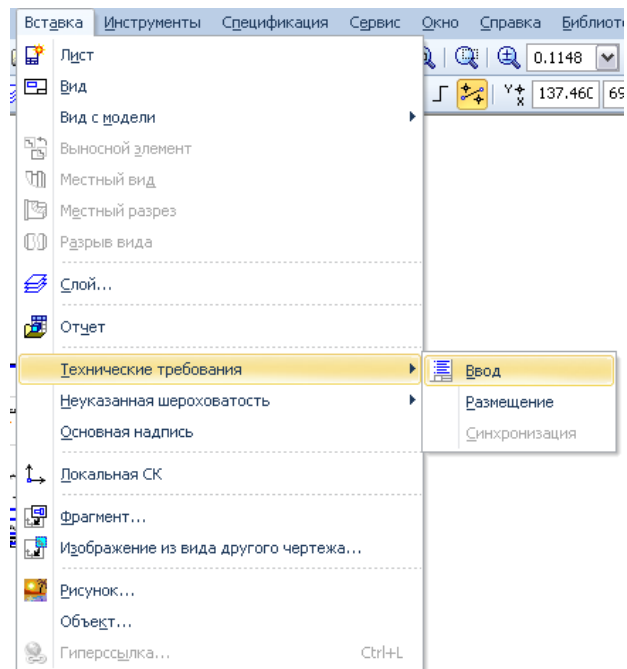 Вставка Инструменты Спецификация Сервис Окно Справка
Лист
0.1148
Вид
137.460 69
Вид с модели
Выносной элемент
Местный вид
Местный разрез
Разрыв вида
Слой...
Отчет
Технические требования
Ввод
Неуказанная шероховатость
Размещение
Основная надпись
Синхронизация
Локальная СК
Фрагмент...
Изображение из вида другого чертежа...
Рисунок...
Объект...
Гиперссылка... Ctrl+L